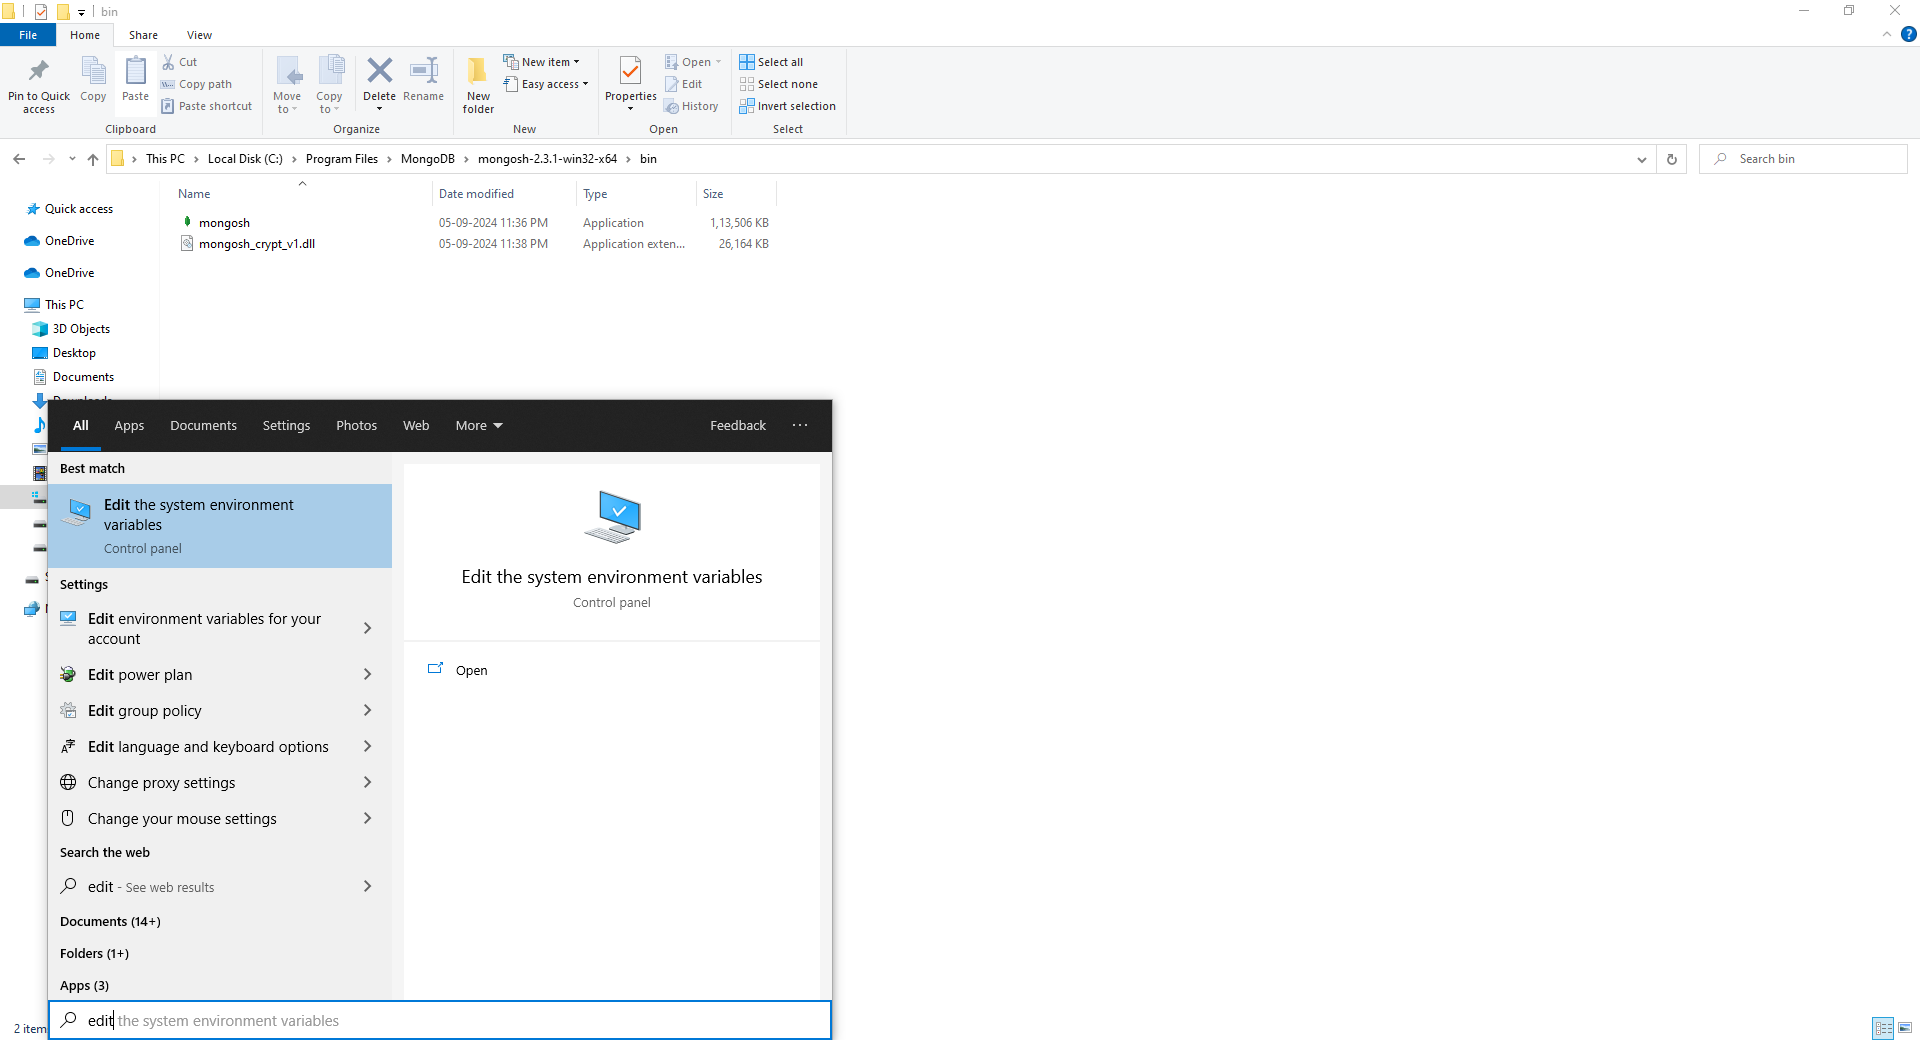 bin
File
Home
Share
View
Pin to Quick
access
Copy
Paste
Cut
Copy path
Paste shortcut
Clipboard
Move
to
Copy
to
Delete
Rename
Organize
New
folder
New item
Easy access
New
Properties
Open
Edit
History
Open
Select all
Select none
Invert selection
Select
This PC > Local Disk (C:) > Program Files > MongoDB > mongosh-2.3.1-win32-x64 > bin
Search bin
Name
Date modified
Type
Size
mongosh 05-09-2024 11:36 PM Application 1,13,506 KB
mongosh_crypt_v1.dll 05-09-2024 11:38 PM Application exten... 26,164 KB
Quick access
OneDrive
OneDrive
This PC
3D Objects
Desktop
Documents
Downloads
All
Apps
Documents
Settings
Photos
Web
More
Feedback
...
Best match
Edit the system environment
variables
Control panel
Settings
Edit environment variables for your
account
Edit power plan
Edit group policy
Edit language and keyboard options
Change proxy settings
Change your mouse settings
Search the web
edit - See web results
Documents (14+)
Folders (1+)
Apps (3)
Edit the system environment variables
Control panel
Open
edit the system environment variables
2 item